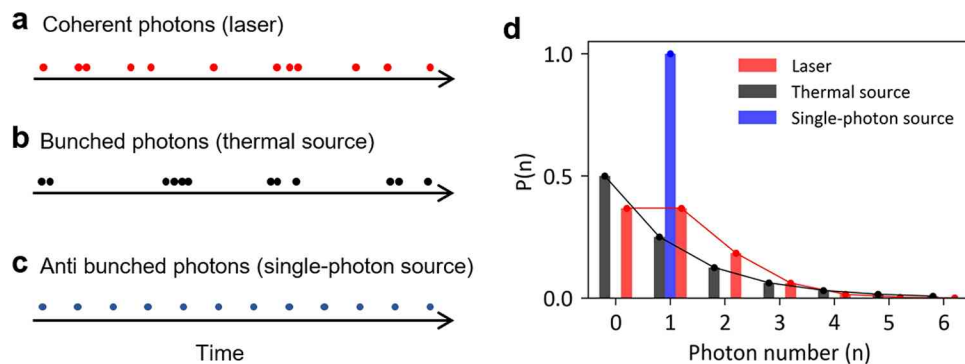 a Coherent photons (laser)
b Bunched photons (thermal source)
c Anti bunched photons (single-photon source)
Time
d
1.0
0.5
0.0
P(n)
Laser
Thermal source
Single-photon source
0 1 2 3 4 5 6
Photon number (n)